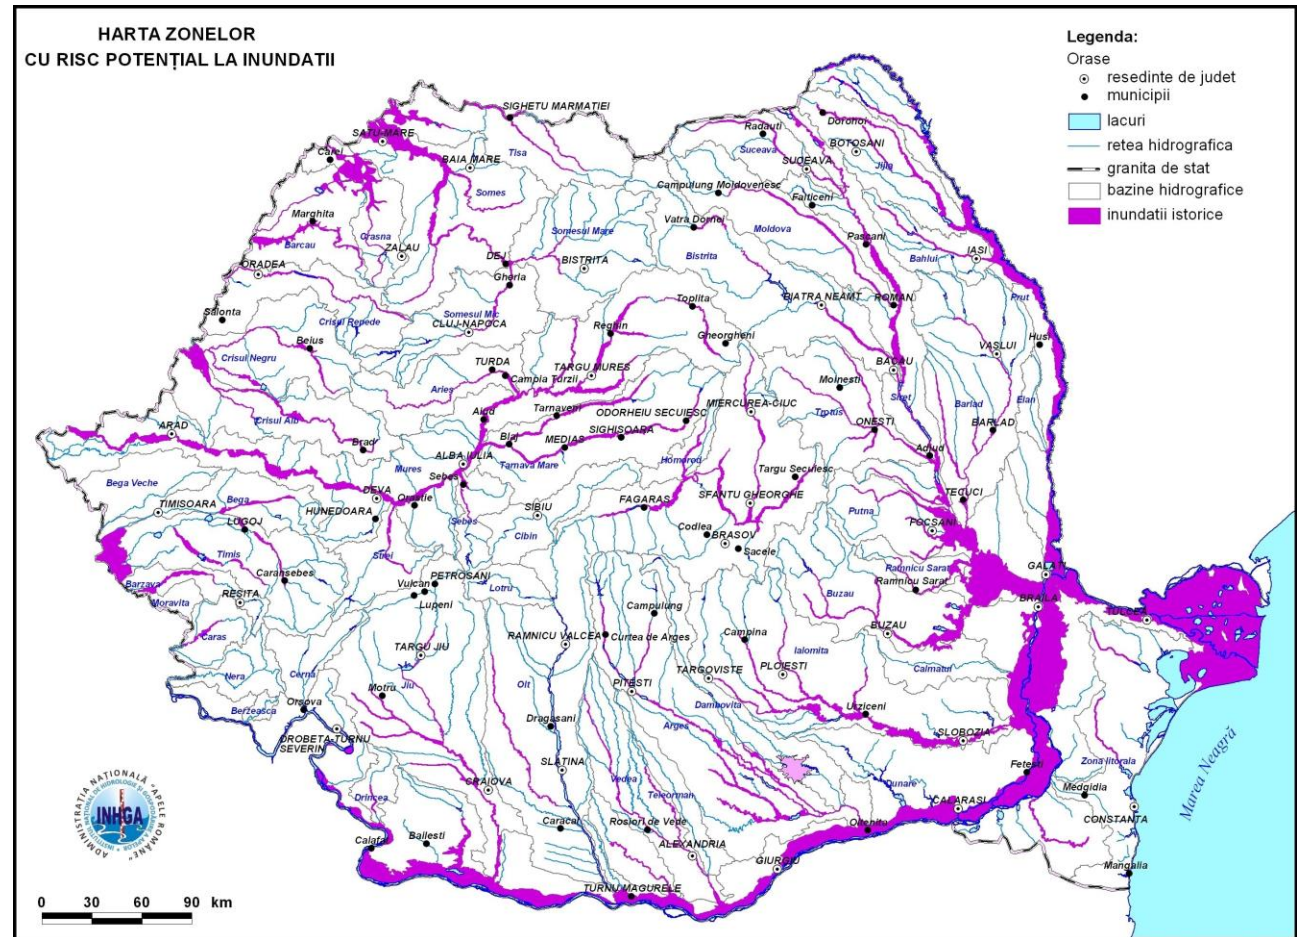 HARTA ZONELOR
CU RISC POTENȚIAL LA INUNDATII
Legenda:
Orase
resedinte de judet
municipii
lacuri
retea hidrografica
granita de stat
bazine hidrografice
inundatii istorice
SIGHETU MARMAȚIEI
Dorohoi
Radauti
SATU-MARE
BOTOSANI
Suceava
Carei
Tisa
BAIA MARE
SUCEAVA
Jijia
Somes
Campulung Moldovenesc
Falticeni
Marghita
Vatra Dornei
Crasna
Somesul Mare
Moldova
Pascani
Barcau
ZALAU
IASI
DEJ
Bistrita
Bahlui
ORADEA
BISTRITA
Gherla
Toplita
PIATRA NEAMT
ROMAN
Prut
Salonta
Somesul Mic
Crisul Repede
CLUJ-NAPOCA
Reghin
Gheorgheni
Beius
VASLUI
Husi
Crisul Negru
TURDA
TARGU MURES
BACAU
Campia Turzii
Moinesti
Aries
Siret
Elan
MIERCUREA-CIUC
Barlad
Tarnaveni
ODORHEIU SECUIESC
Trotus
Crisul Alb
Aiud
ONESTI
BARLAD
ARAD
Blaj
SIGHISOARA
Brad
MEDIAS
Adjud
ALBA IULIA
Homorod
Tarnava Mare
Mures
Targu Secuiesc
Bega Veche
Sebes
DEVA
SFANTU GHEORGHE
TECUCI
Bega
Orastie
FAGARAS
TIMISOARA
HUNEDOARA
SIBIU
Putna
LUGOJ
Sebes
FOCSANI
Codlea
Cibin
BRASOV
Timis
Strei
Sacele
Ramnicu Sarat
GALATI
Caransebes
PETROSANI
Barzava
Vulcan
Lotru
Ramnicu Sarat
Moravita
RESITA
Lupeni
Buzau
BRAILA
Campulung
TULCEA
Caras
RAMNICU VALCEA
Curtea de Arges
Campina
BUZAU
TARGU JIU
Ialomita
Calmatui
Nera
Cerna
TARGOVISTE
PLOIESTI
Motru
Jiu
Olt
PITESTI
Berzeasca
Orsova
Dambovita
Urziceni
Dragasani
Arges
DROBETA-TURNU
SEVERIN
SLOBOZIA
SLATINA
Zona litorala
Fetesti
Marea Neagră
Vedea
CRAIOVA
Dunare
Medgidia
Drincea
Teleorman
CALARASI
CONSTANTA
Caracal
Rosiori de Vede
Oltenita
Bailesti
Calafat
ALEXANDRIA
GIURGIU
Mangalia
TURNU MAGURELE
ADMINISTRAȚIA NAȚIONALĂ "APELE ROMÂNE"
INHGA
0 30 60 90 km